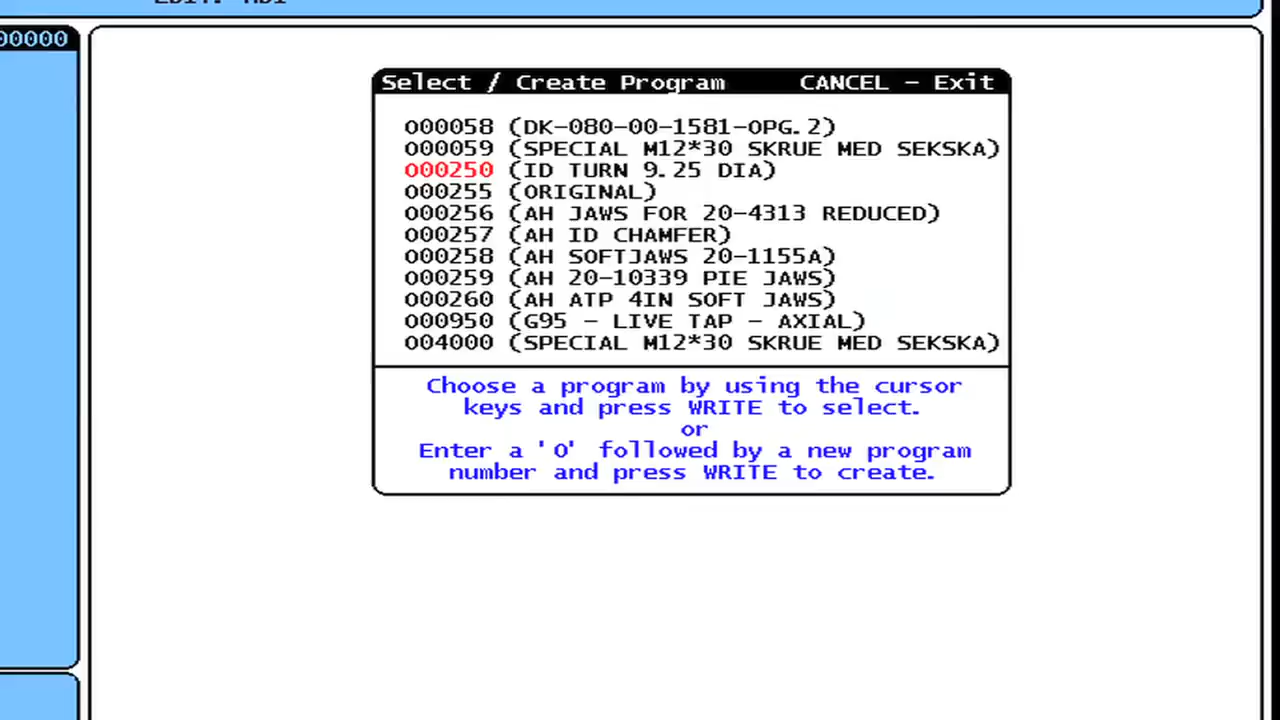 EDIT: MDI
00000
Select / Create Program CANCEL - Exit
O00058 (DK-080-00-1581-OPG.2)
O00059 (SPECIAL M12*30 SKRUE MED SEKSKA)
O00250 (ID TURN 9.25 DIA)
O00255 (ORIGINAL)
O00256 (AH JAWS FOR 20-4313 REDUCED)
O00257 (AH ID CHAMFER)
O00258 (AH SOFTJAWS 20-1155A)
O00259 (AH 20-10339 PIE JAWS)
O00260 (AH ATP 4IN SOFT JAWS)
O00950 (G95 - LIVE TAP - AXIAL)
O04000 (SPECIAL M12*30 SKRUE MED SEKSKA)
Choose a program by using the cursor
keys and press WRITE to select.
or
Enter a 'O' followed by a new program
number and press WRITE to create.